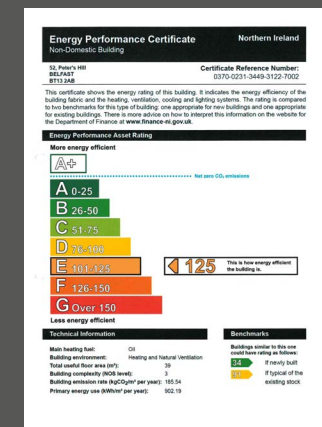 Energy Performance Certificate
Northern Ireland
Non-Domestic Building
52, Peter's Hill
BELFAST
BT13 2AB
Certificate Reference Number:
0370-0231-3449-3122-7002
This certificate shows the energy rating of this building. It indicates the energy efficiency of the
building fabric and the heating, ventilation, cooling and lighting systems. The rating is compared
to two benchmarks for this type of building: one appropriate for new buildings and one appropriate
for existing buildings. There is more advice on how to interpret this information on the website for
the Department of Finance at www.finance-ni.gov.uk.
Energy Performance Asset Rating
More energy efficient
A+
Net zero CO₂ emissions
A 0-25
B 26-50
C 51-75
D 76-100
E 101-125
125 This is how energy efficient
the building is.
F 126-150
G Over 150
Less energy efficient
Technical Information
Main heating fuel: Oil
Building environment: Heating and Natural Ventilation
Total useful floor area (m²): 39
Building complexity (NOS level): 3
Building emission rate (kgCO₂/m² per year): 185.54
Primary energy use (kWh/m² per year): 902.19
Benchmarks
Buildings similar to this one
could have rating as follows:
34 If newly built
If typical of the
existing stock